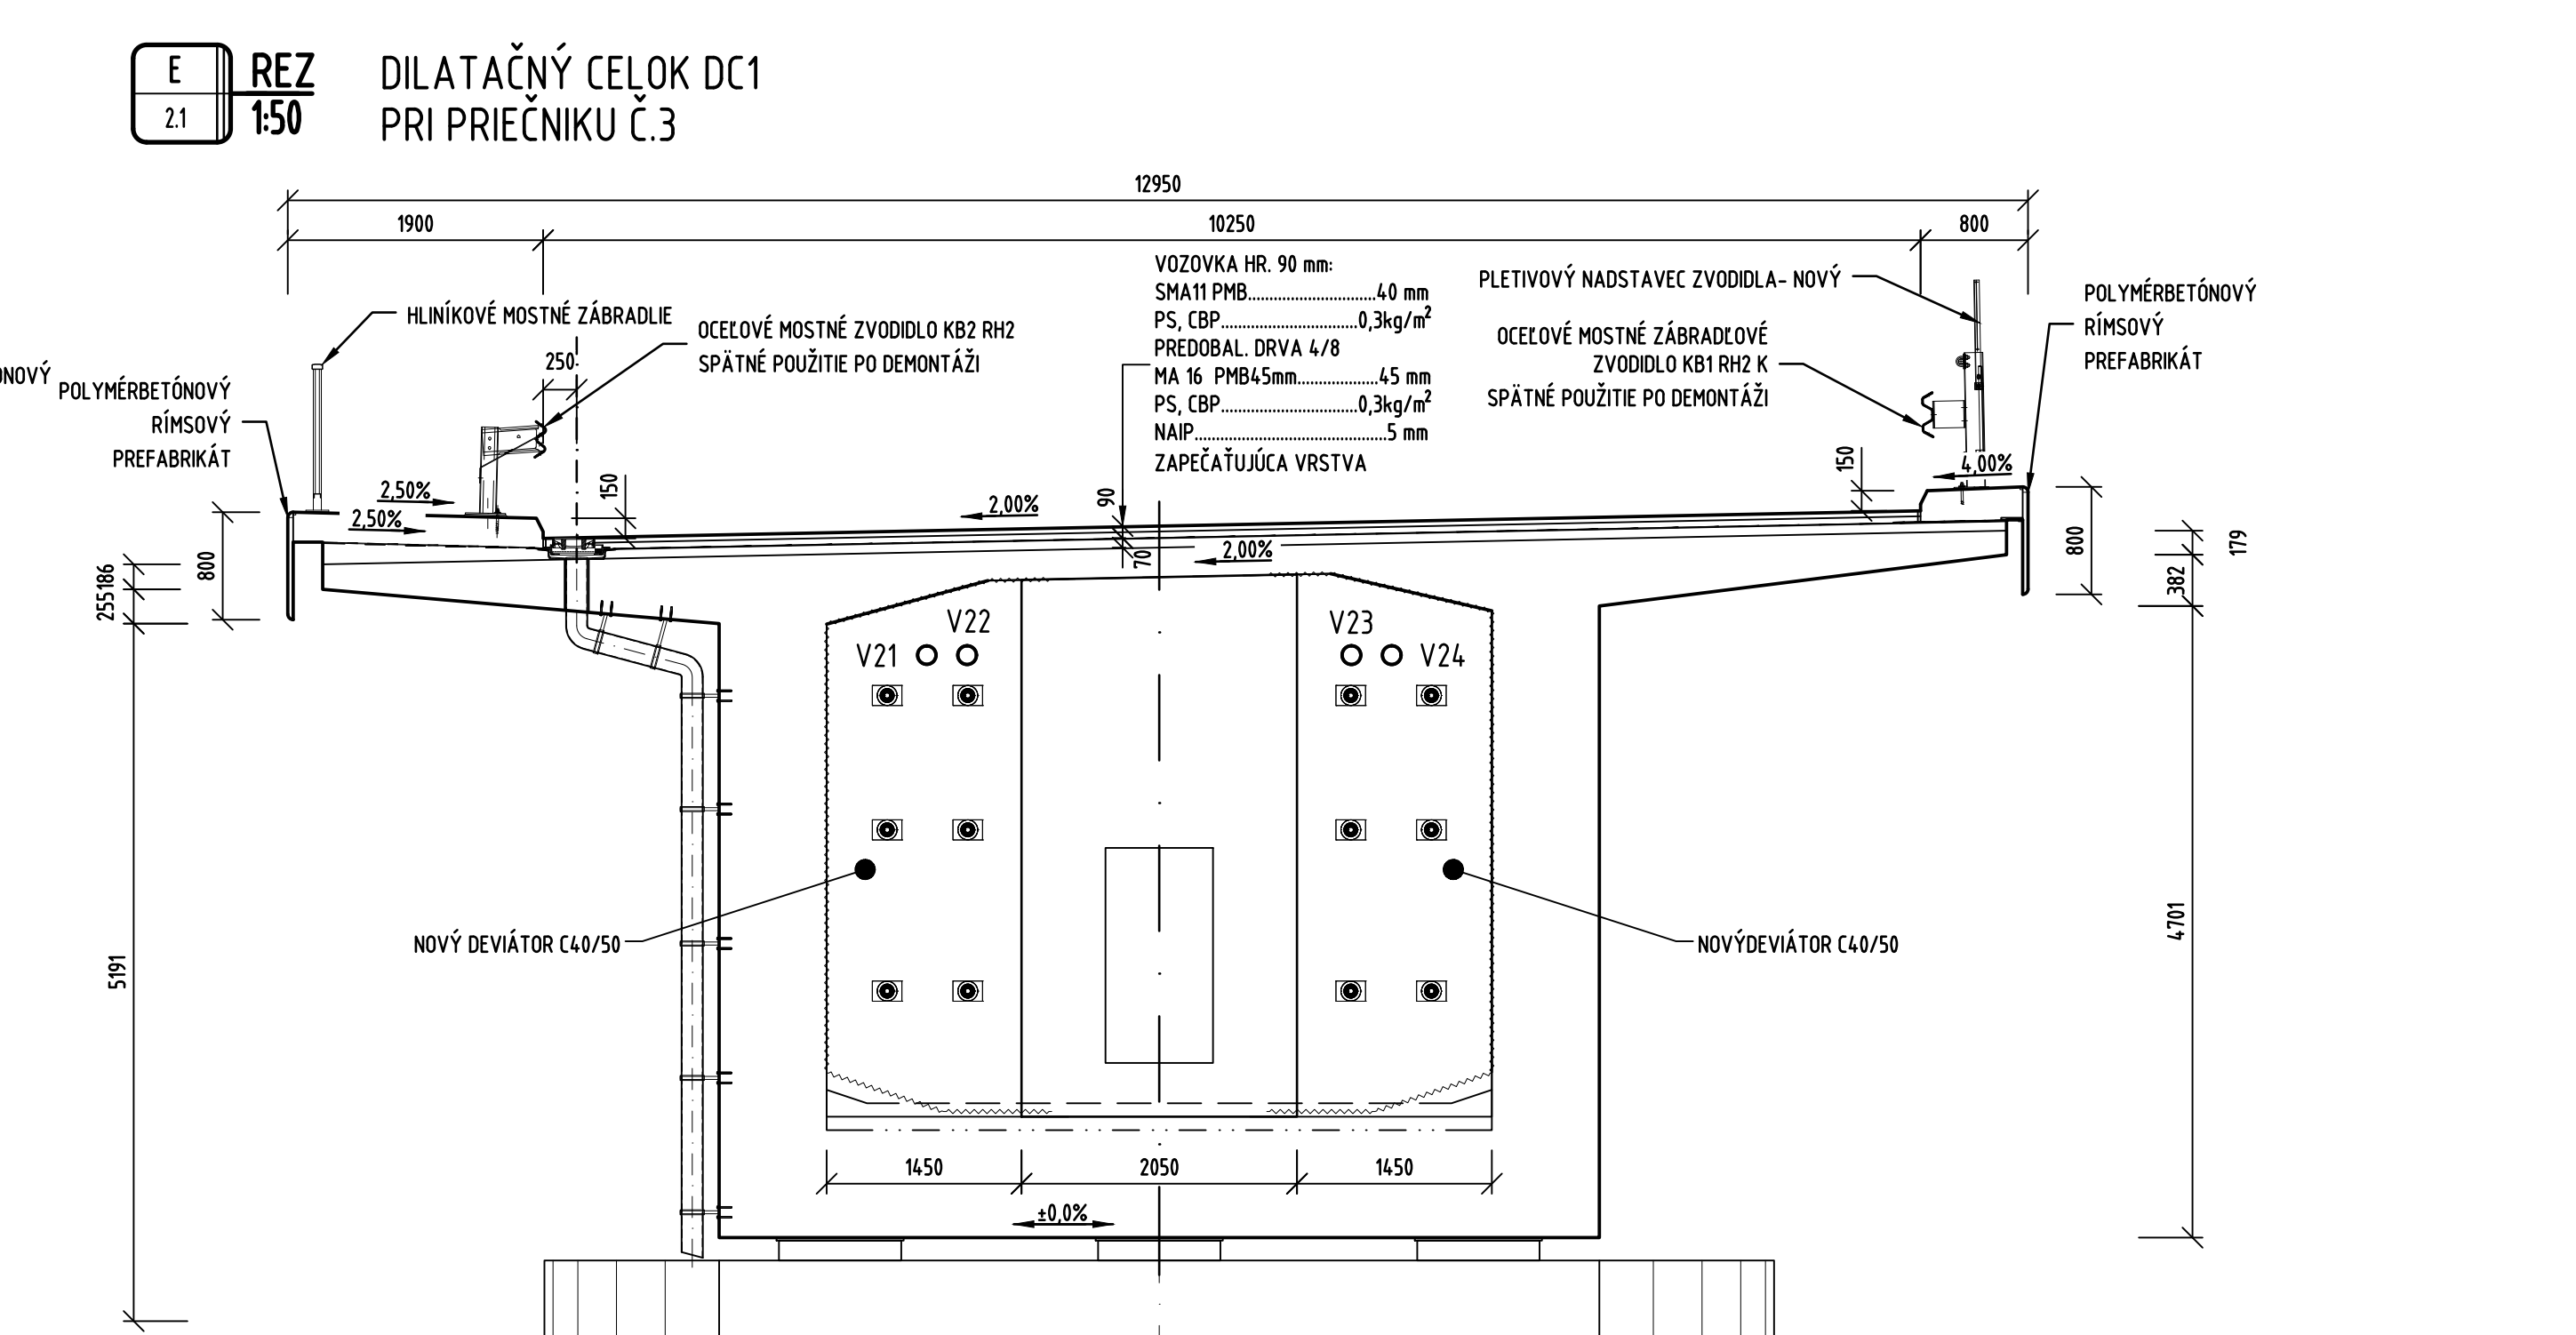 E
2.1
REZ
1:50
DILATAČNÝ CELOK DC1
PRI PRIEČNIKU Č.3
12950
1900
10250
800
VOZOVKA HR. 90 mm:
SMA11 PMB............................40 mm
PS, CBP..............................0,3kg/m²
PREDOBAL. DRVA 4/8
MA 16 PMB45mm..................45 mm
PS, CBP..............................0,3kg/m²
NAIP..........................................5 mm
ZAPEČAŤUJÚCA VRSTVA
HLINÍKOVÉ MOSTNÉ ZÁBRADLIE
OCEĽOVÉ MOSTNÉ ZVODIDLO KB2 RH2
SPÄTNÉ POUŽITIE PO DEMONTÁŽI
250
PLETIVOVÝ NADSTAVEC ZVODIDLA- NOVÝ
OCEĽOVÉ MOSTNÉ ZÁBRADĽOVÉ
ZVODIDLO KB1 RH2 K
SPÄTNÉ POUŽITIE PO DEMONTÁŽI
POLYMÉRBETÓNOVÝ
RÍMSOVÝ
PREFABRIKÁT
ONOVÝ
POLYMÉRBETÓNOVÝ
RÍMSOVÝ
PREFABRIKÁT
2,50%
2,50%
150
2,00%
90
70
2,00%
150
4,00%
800
186
255
5191
800
179
382
4701
V21
V22
V23
V24
NOVÝ DEVIÁTOR C40/50
NOVÝDEVIÁTOR C40/50
1450
2050
1450
±0,0%